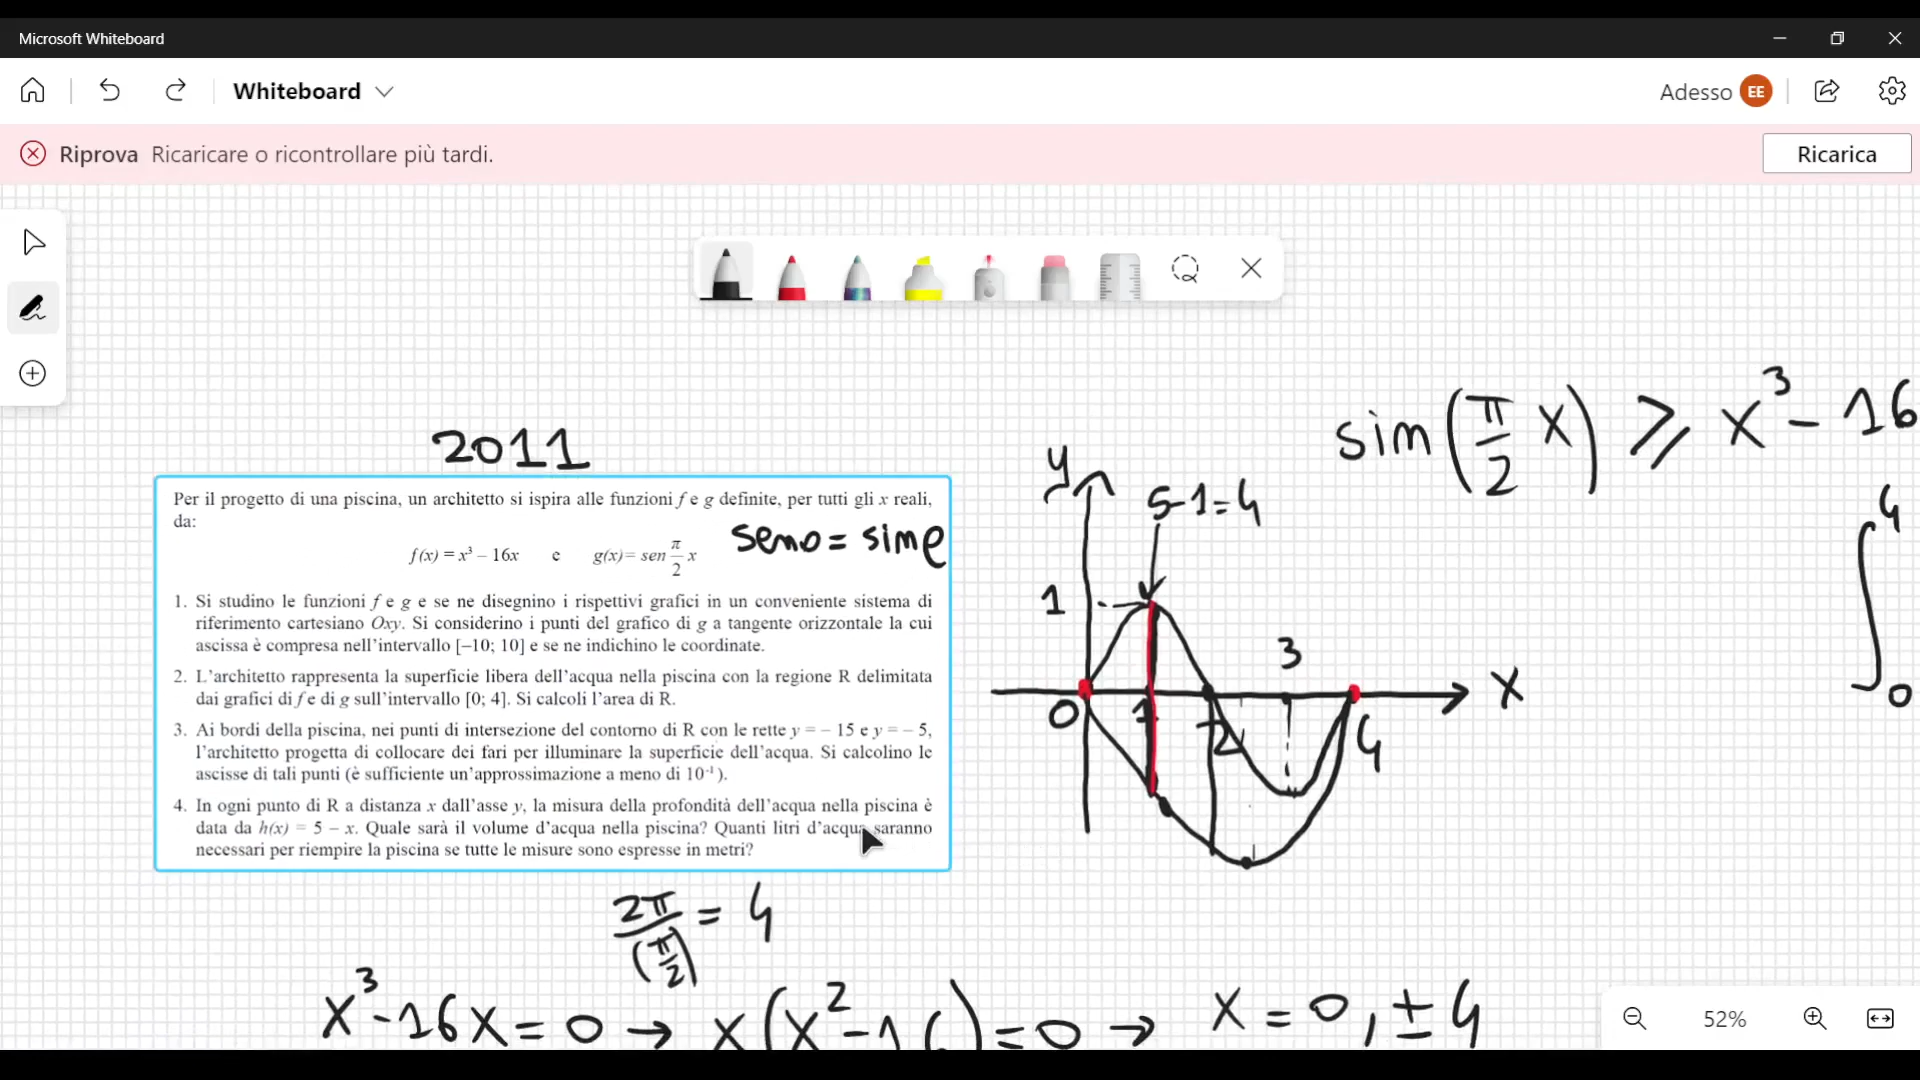 Microsoft Whiteboard
Whiteboard
Adesso EE
Riprova Ricaricare o ricontrollare più tardi.
Ricarica
2011
Per il progetto di una piscina, un architetto si ispira alle funzioni f e g definite, per tutti gli x reali,
da:
f(x) = x³ – 16x e g(x)= sen π/2 x
seno = sine
1. Si studino le funzioni f e g e se ne disegnino i rispettivi grafici in un conveniente sistema di
riferimento cartesiano Oxy. Si considerino i punti del grafico di g a tangente orizzontale la cui
ascissa è compresa nell'intervallo [–10; 10] e se ne indichino le coordinate.
2. L'architetto rappresenta la superficie libera dell'acqua nella piscina con la regione R delimitata
dai grafici di f e di g sull'intervallo [0; 4]. Si calcoli l'area di R.
3. Ai bordi della piscina, nei punti di intersezione del contorno di R con le rette y = – 15 e y = – 5,
l'architetto progetta di collocare dei fari per illuminare la superficie dell'acqua. Si calcolino le
ascisse di tali punti (è sufficiente un'approssimazione a meno di 10⁻¹).
4. In ogni punto di R a distanza x dall'asse y, la misura della profondità dell'acqua nella piscina è
data da h(x) = 5 – x. Quale sarà il volume d'acqua nella piscina? Quanti litri d'acqua saranno
necessari per riempire la piscina se tutte le misure sono espresse in metri?
sin(π/2 x) ⩾ x³ - 16
y
5-1=4
1
3
x
0 1 2 4
∫ 4 0
2π/(π/2) = 4
x³-16x=0 → x(x²-16)=0 → x=0,±4
52%